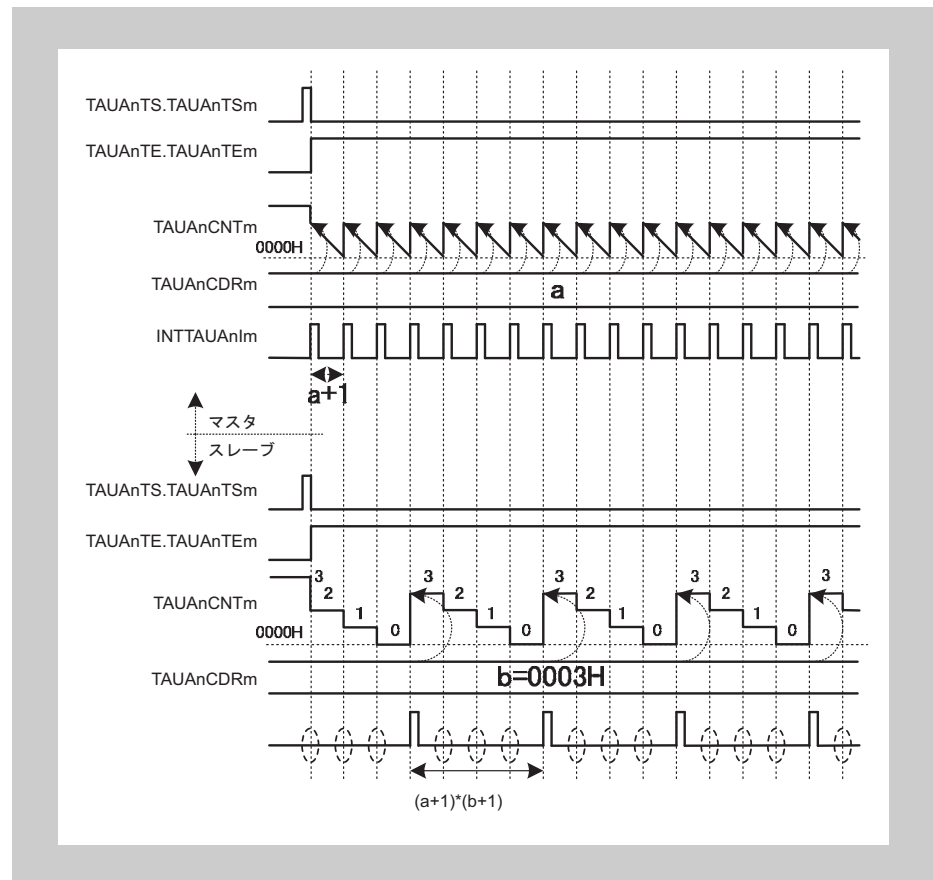 TAUAnTS.TAUAnTSm
TAUAnTE.TAUAnTEm
TAUAnCNTm
0000H
TAUAnCDRm
a
INTTAUAnIm
a+1
マスタ
スレーブ
TAUAnTS.TAUAnTSm
TAUAnTE.TAUAnTEm
3 2 1 0 3 2 1 0 3 2 1 0 3 2 1 0 3
TAUAnCNTm
0000H
b=0003H
TAUAnCDRm
(a+1)*(b+1)